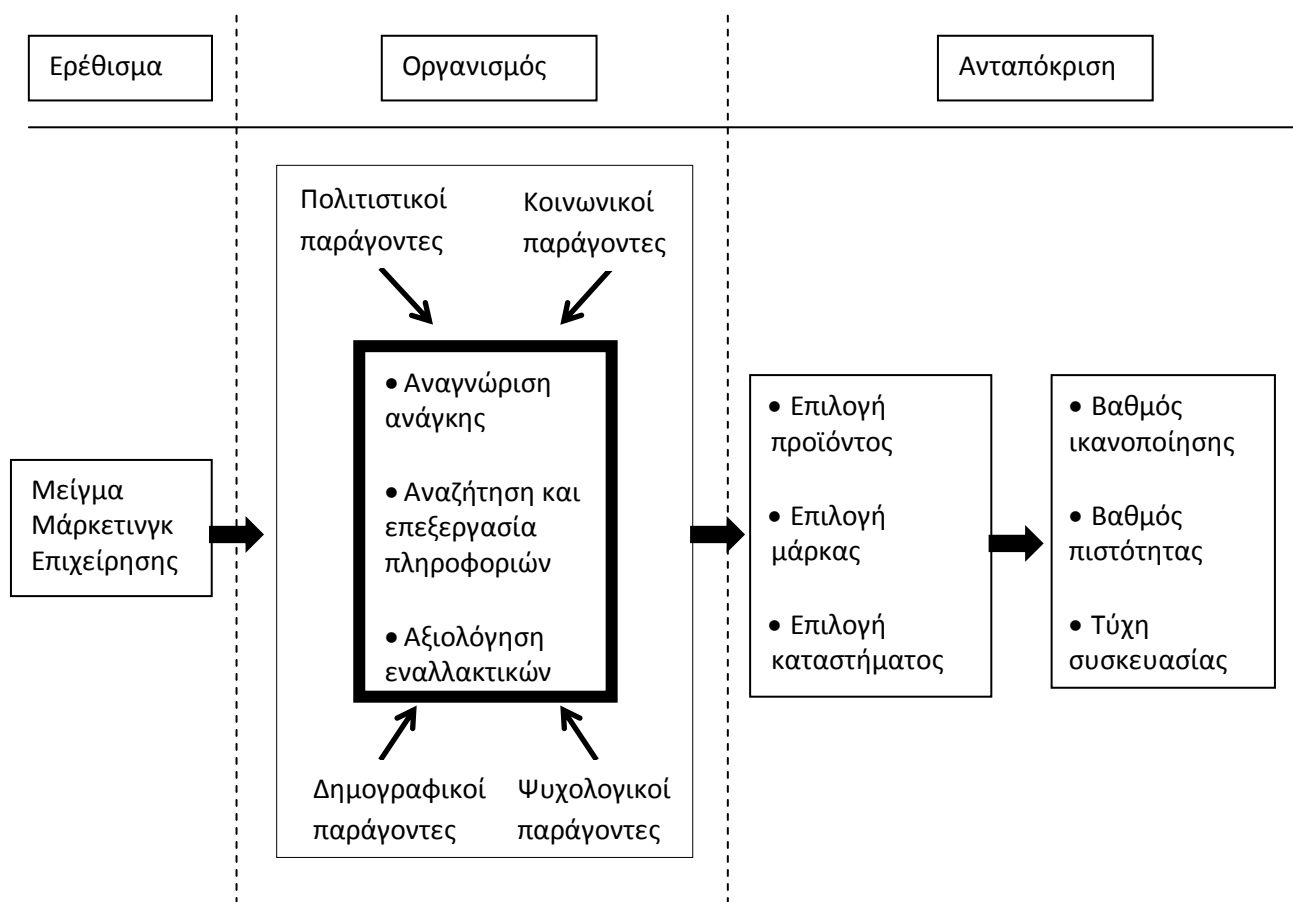 Ερέθισμα
Οργανισμός
Ανταπόκριση
Πολιτιστικοί
παράγοντες
Κοινωνικοί
παράγοντες
• Αναγνώριση
ανάγκης
• Αναζήτηση και
επεξεργασία
πληροφοριών
• Αξιολόγηση
εναλλακτικών
Δημογραφικοί
παράγοντες
Ψυχολογικοί
παράγοντες
Μείγμα
Μάρκετινγκ
Επιχείρησης
• Επιλογή
προϊόντος
• Επιλογή
μάρκας
• Επιλογή
καταστήματος
• Βαθμός
ικανοποίησης
• Βαθμός
πιστότητας
• Τύχη
συσκευασίας